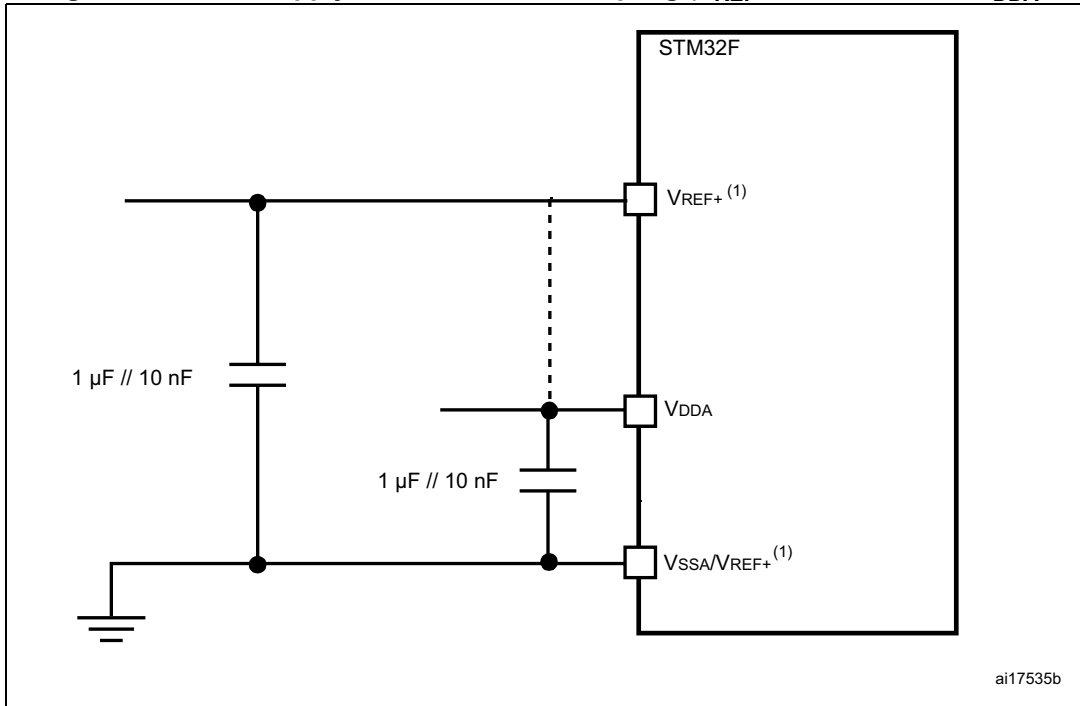 STM32F
VREF+ (1)
1 µF // 10 nF
VDDA
1 µF // 10 nF
VSSA/VREF+ (1)
ai17535b